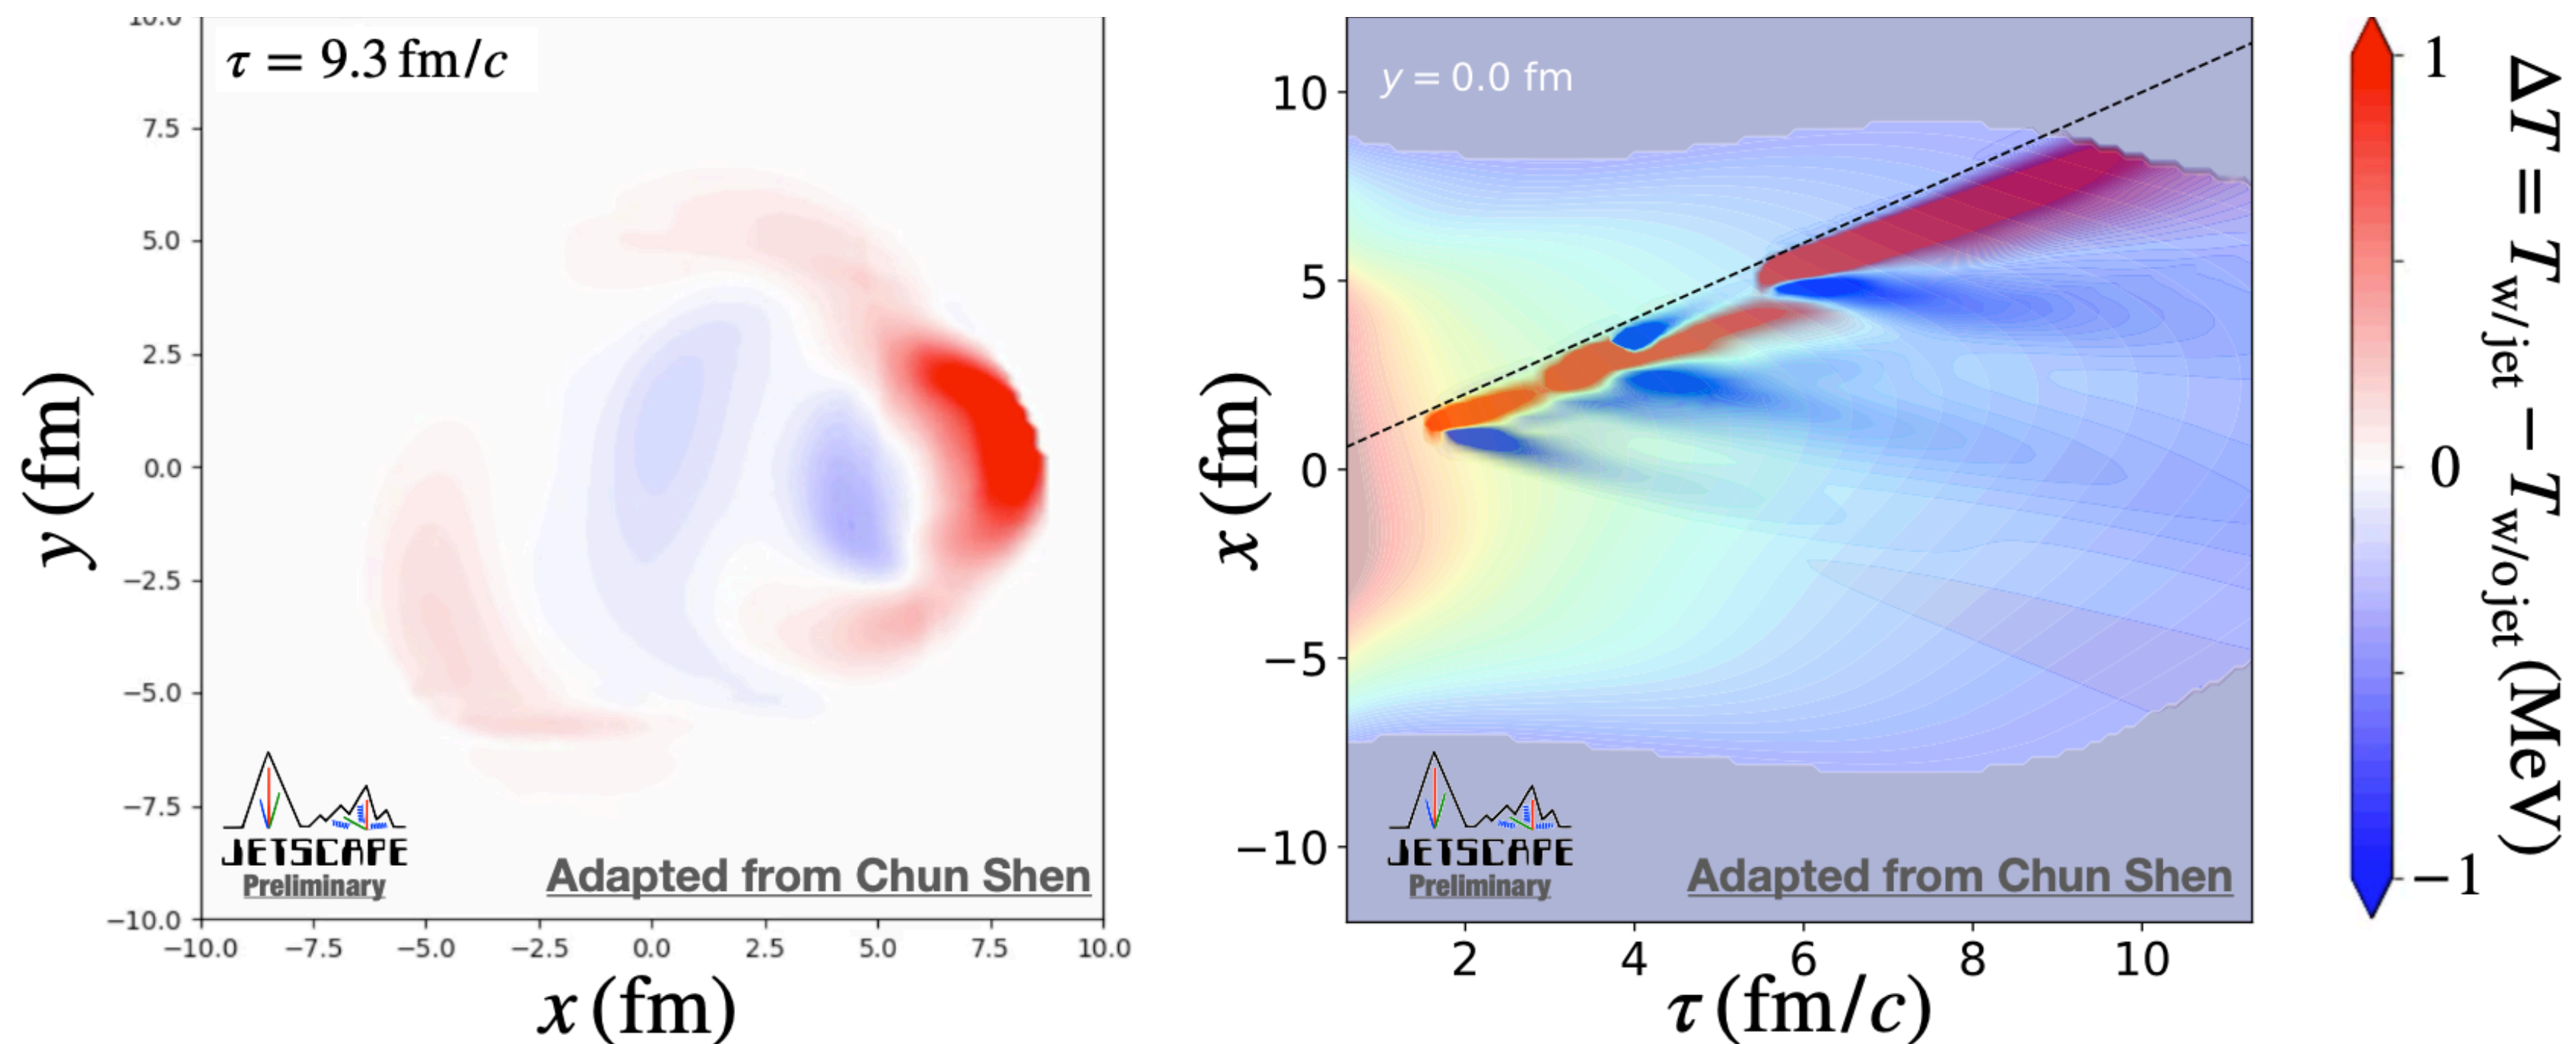 10.0
τ = 9.3 fm/c
7.5
5.0
2.5
0.0
−2.5
−5.0
−7.5
−10.0
y (fm)
JETSCAPE
Preliminary
Adapted from Chun Shen
−10.0 −7.5 −5.0 −2.5 0.0 2.5 5.0 7.5 10.0
x (fm)
y = 0.0 fm
10
5
0
−5
−10
x (fm)
JETSCAPE
Preliminary
Adapted from Chun Shen
2 4 6 8 10
τ (fm/c)
1
0
−1
ΔT = T w/ jet − T w/o jet (MeV)